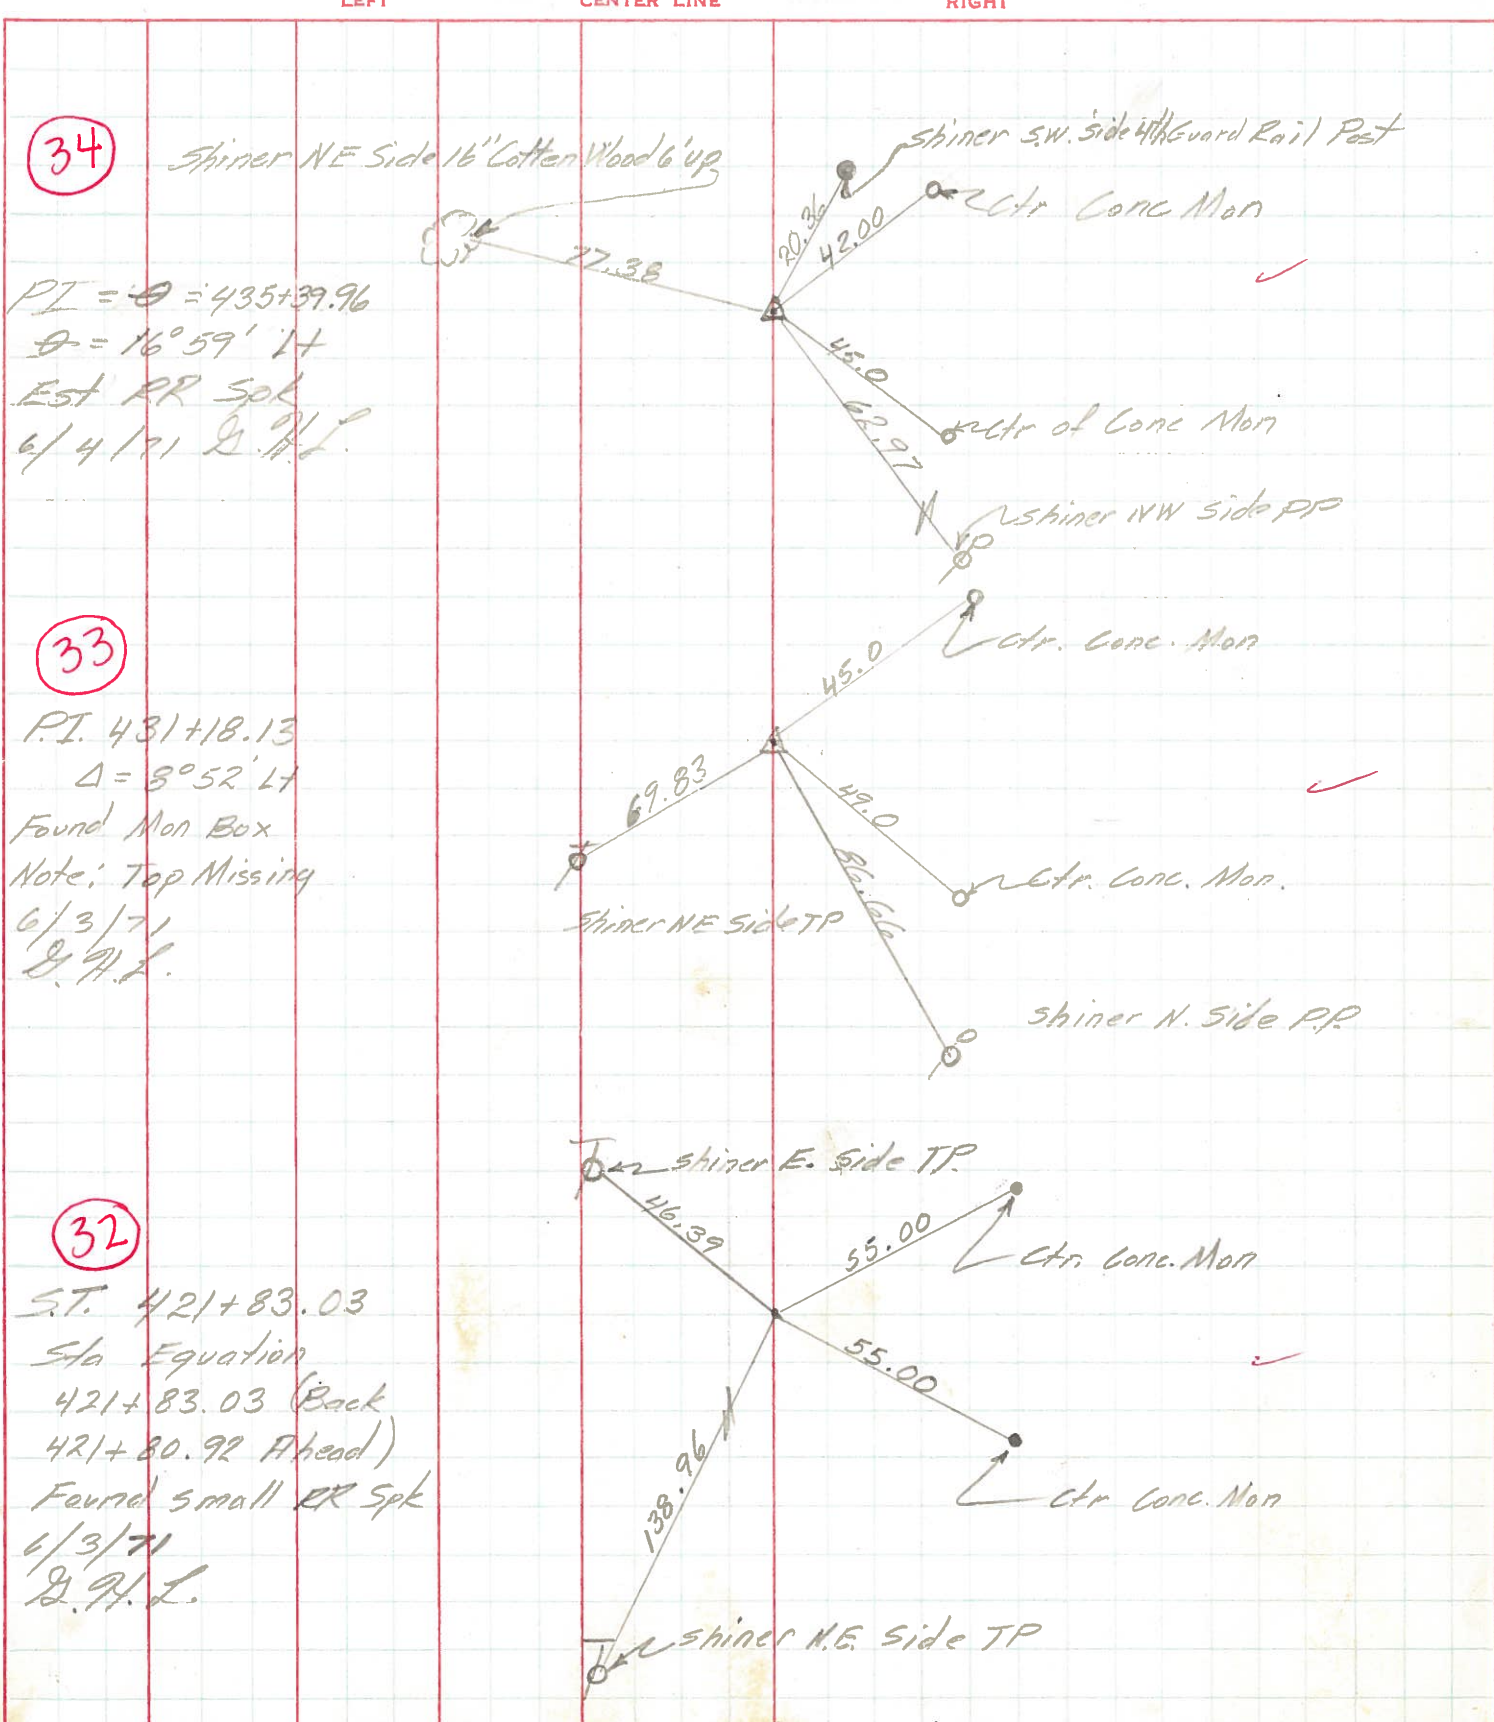 LEFT CENTER LINE RIGHT
34
Shiner NE Side 16" Cotten Wood 6' up
Shiner S.W. Side 4th Guard Rail Post
Ctr Conc Mon
20.36
42.00
77.38
PI = θ = 435+39.96
θ = 16°59' Lt
Est RR Spk
6/4/71 G.H.L.
45.0
62.97
Ctr of Conc Mon
Shiner NW Side PP
33
45.0
Ctr. Conc. Mon
P.I. 431+18.13
Δ = 8°52' Lt
Found Mon Box
Note: Top Missing
6/3/71
G.H.L.
69.83
49.0
86.66
Shiner NE Side TP
Ctr. Conc. Mon.
Shiner N. Side P.P.
32
Shiner E. Side TP.
46.39
55.00
Ctr. Conc. Mon
S.T. 421+83.03
Sta Equation
421+83.03 (Back
421+80.92 Ahead)
Found small RR Spk
6/3/71
G.H.L.
55.00
138.96
Ctr Conc. Mon
Shiner N.E. Side TP